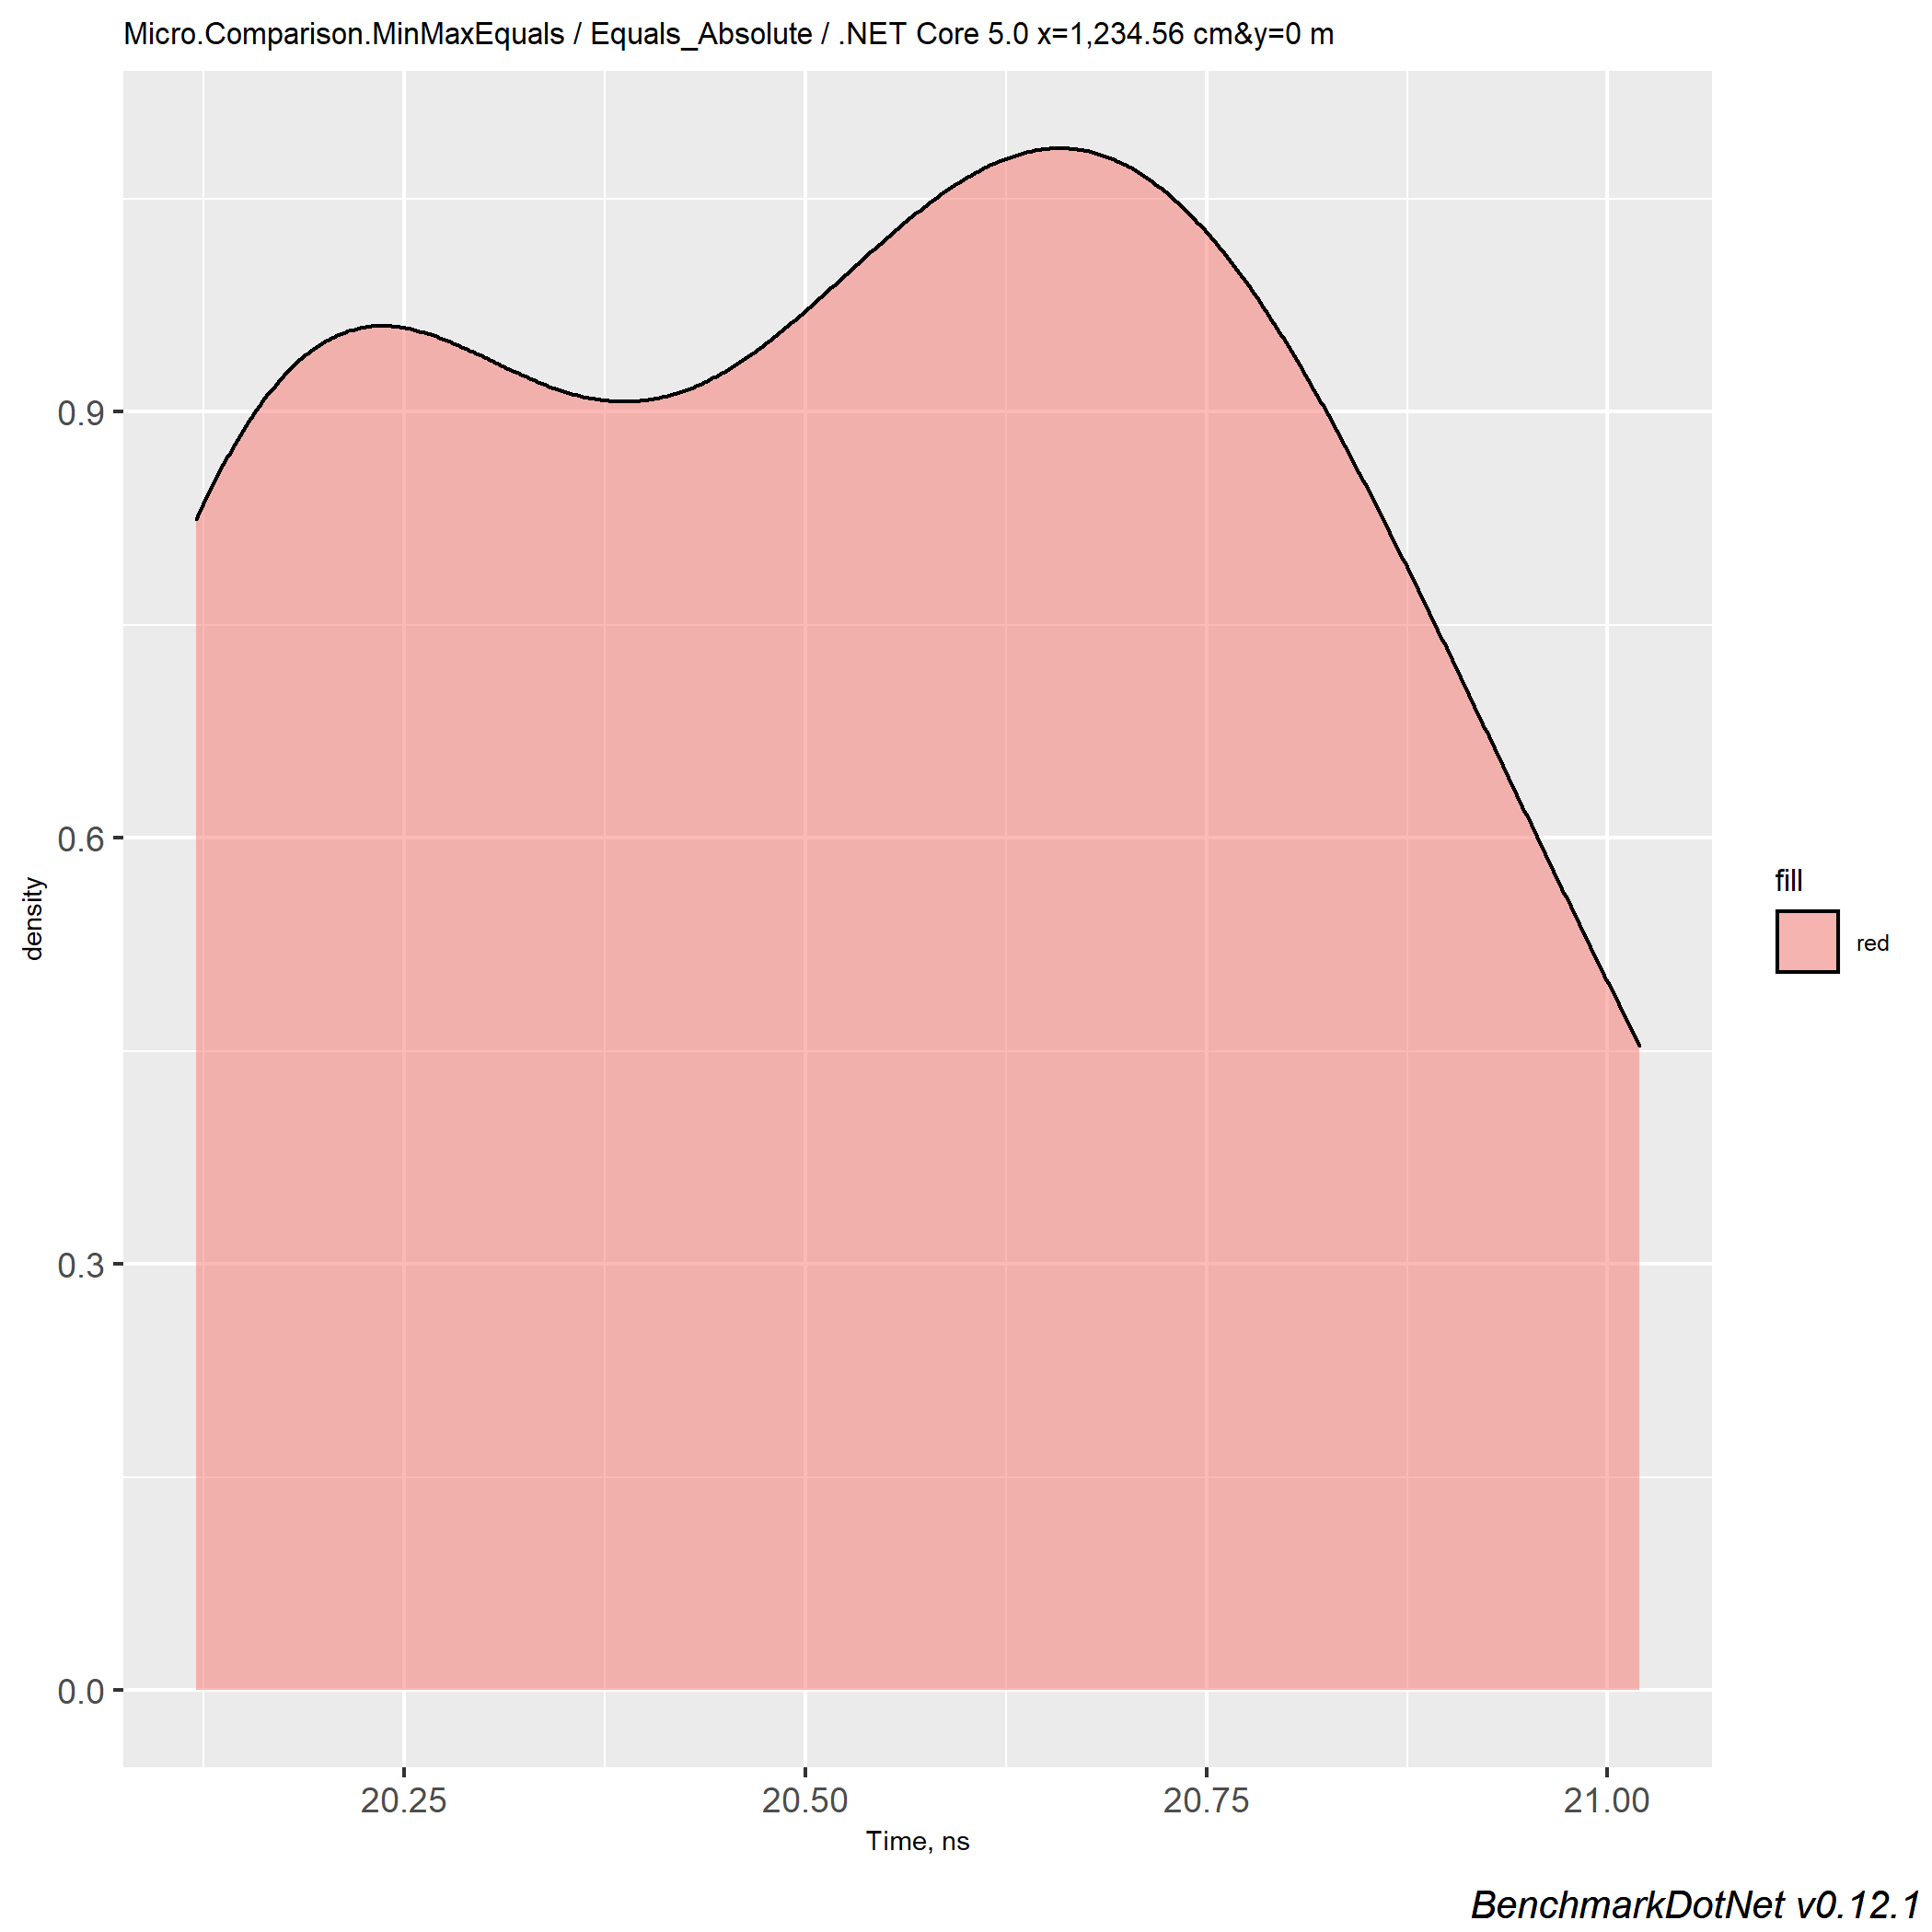 Micro.Comparison.MinMaxEquals / Equals_Absolute / .NET Core 5.0 x=1,234.56 cm&y=0 m
0.9
0.6
0.3
0.0
density
20.25 20.50 20.75 21.00
Time, ns
fill
red
BenchmarkDotNet v0.12.1